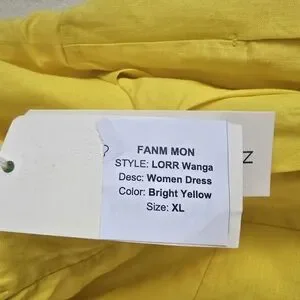 FANM MON
STYLE: LORR Wanga
Desc: Women Dress
Color: Bright Yellow
Size: XL
Z